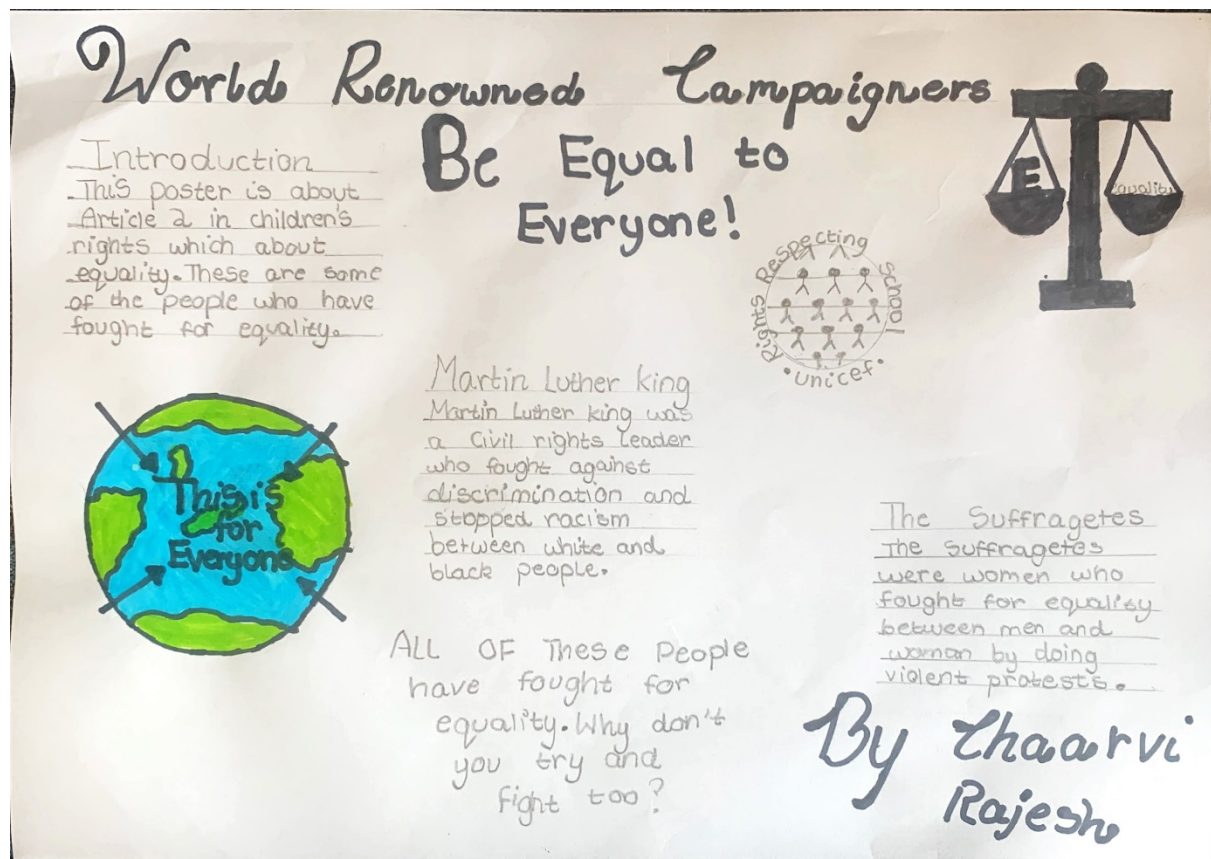 World Renowned Campaigners
Be Equal to
Everyone!
Introduction
This poster is about
Article 2 in children's
rights which about
equality. These are some
of the people who have
fought for equality.
E
Equality
Rights Respecting School
• unicef •
This is
for
Everyone
Martin Luther king
Martin Luther king was
a Civil rights leader
who fought against
discrimination and
stopped racism
between white and
black people.
The Suffragetes
The Suffragetes
were women who
fought for equality
between men and
woman by doing
violent protests.
ALL OF These People
have fought for
equality. Why don't
you try and
fight too?
By Chaarvi
Rajesh